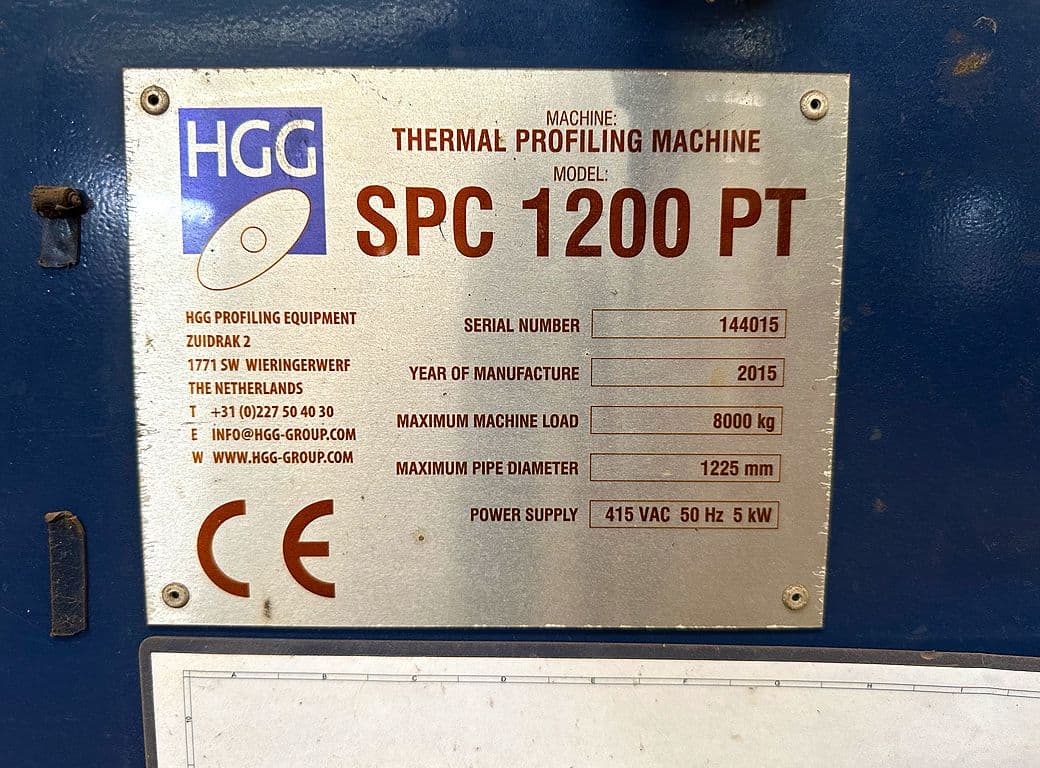 HGG
MACHINE:
THERMAL PROFILING MACHINE
MODEL:
SPC 1200 PT
HGG PROFILING EQUIPMENT
ZUIDRAK 2
1771 SW WIERINGERWERF
THE NETHERLANDS
T +31 (0)227 50 40 30
E INFO@HGG-GROUP.COM
W WWW.HGG-GROUP.COM
SERIAL NUMBER 144015
YEAR OF MANUFACTURE 2015
MAXIMUM MACHINE LOAD 8000 kg
MAXIMUM PIPE DIAMETER 1225 mm
POWER SUPPLY 415 VAC 50 Hz 5 kW
CE
A B C D E F G H